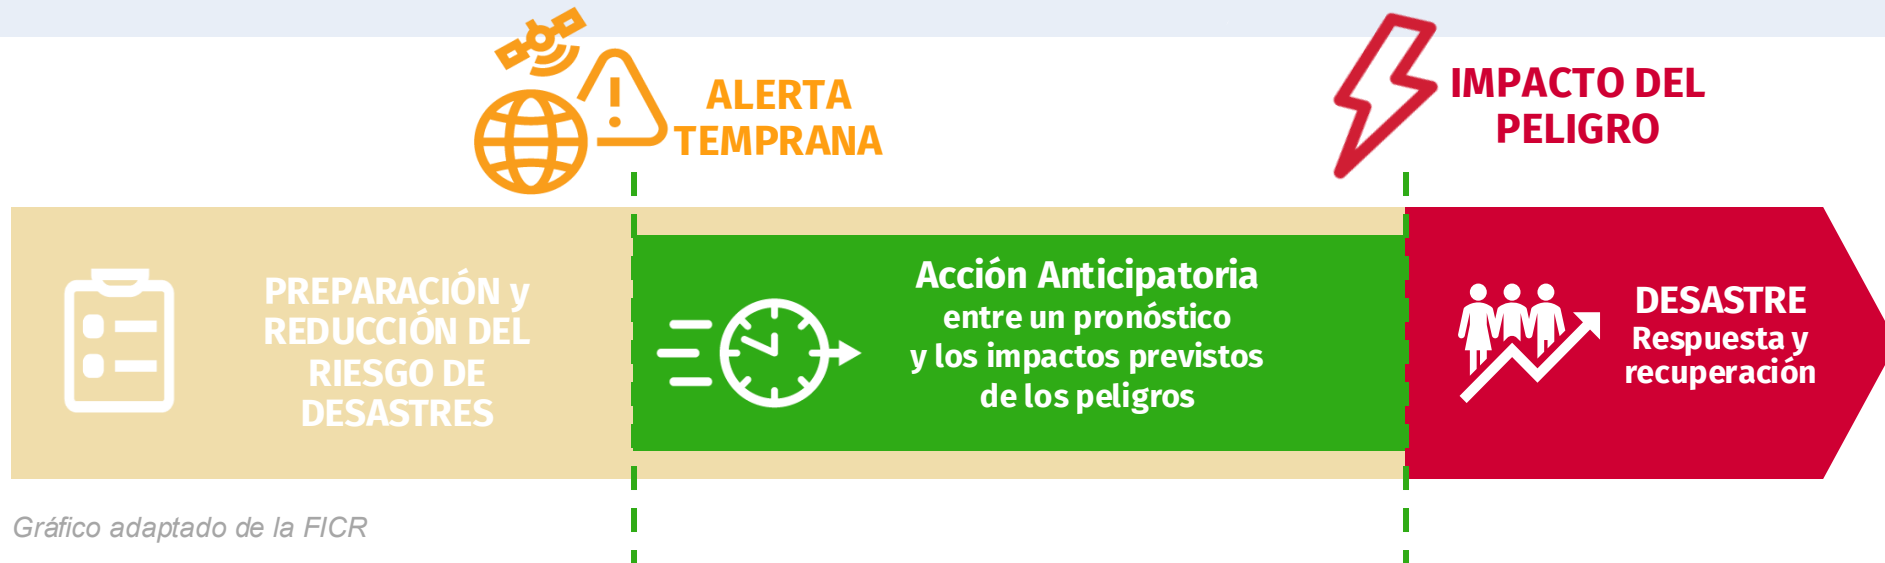 ALERTA
TEMPRANA
IMPACTO DEL
PELIGRO
PREPARACIÓN y
REDUCCIÓN DEL
RIESGO DE
DESASTRES
Acción Anticipatoria
entre un pronóstico
y los impactos previstos
de los peligros
DESASTRE
Respuesta y
recuperación
Gráfico adaptado de la FICR